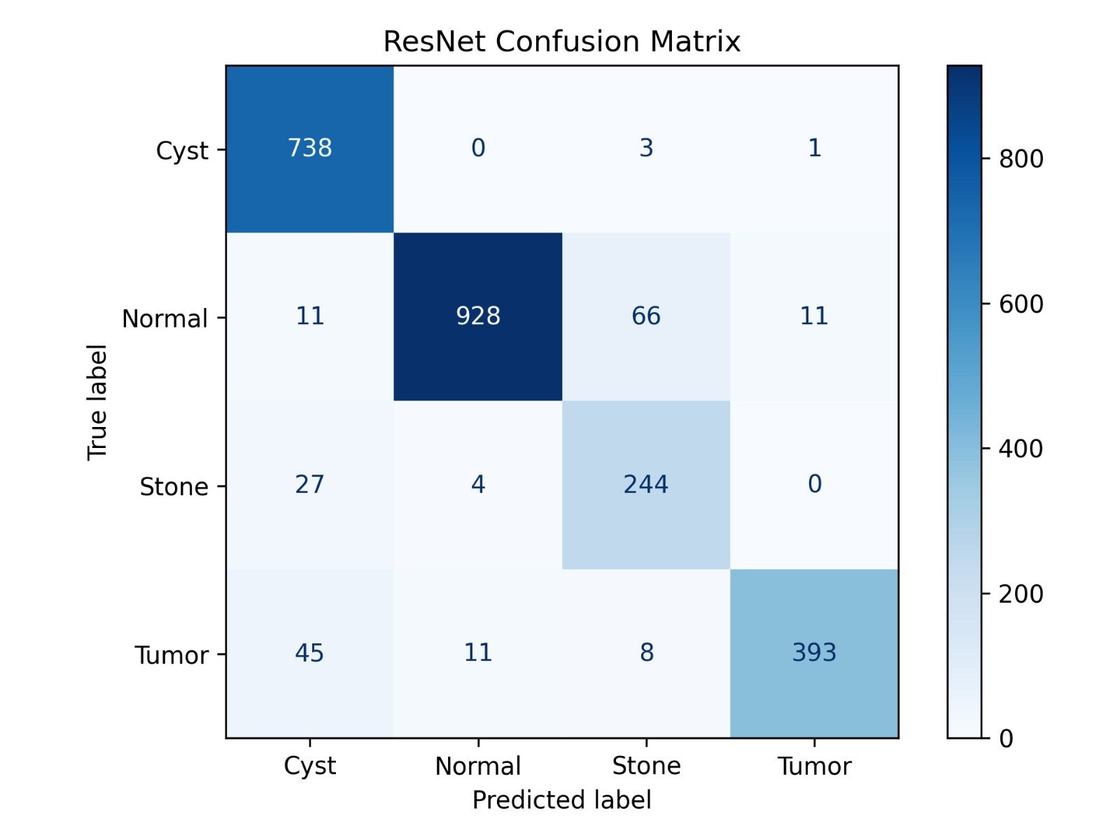 ResNet Confusion Matrix
Cyst 738 0 3 1
Normal 11 928 66 11
Stone 27 4 244 0
Tumor 45 11 8 393
Cyst Normal Stone Tumor
Predicted label
True label
800
600
400
200
0